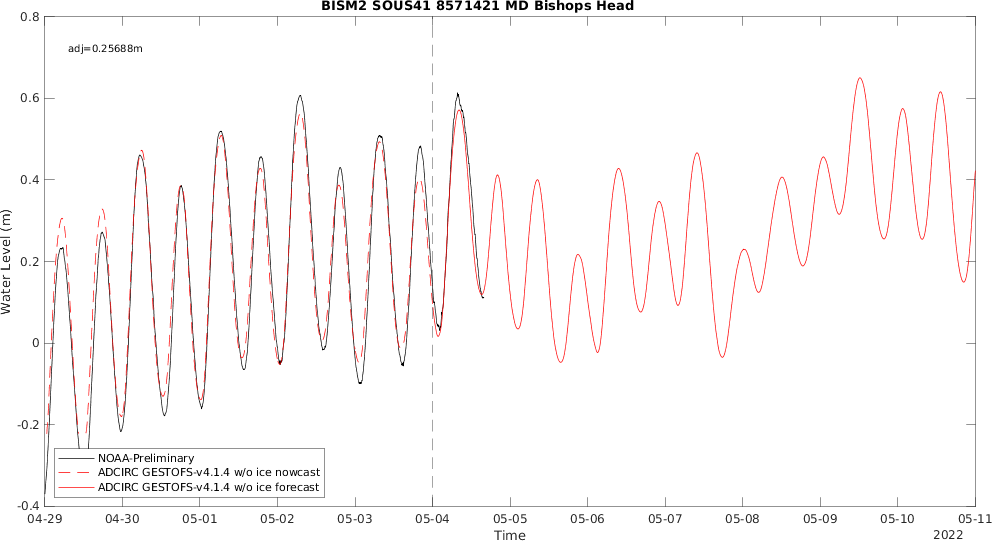 BISM2 SOUS41 8571421 MD Bishops Head
adj=0.25688m
0.8
0.6
0.4
0.2
0
-0.2
-0.4
Water Level (m)
NOAA-Preliminary
ADCIRC GESTOFS-v4.1.4 w/o ice nowcast
ADCIRC GESTOFS-v4.1.4 w/o ice forecast
04-29 04-30 05-01 05-02 05-03 05-04 05-05 05-06 05-07 05-08 05-09 05-10 05-11
Time
2022